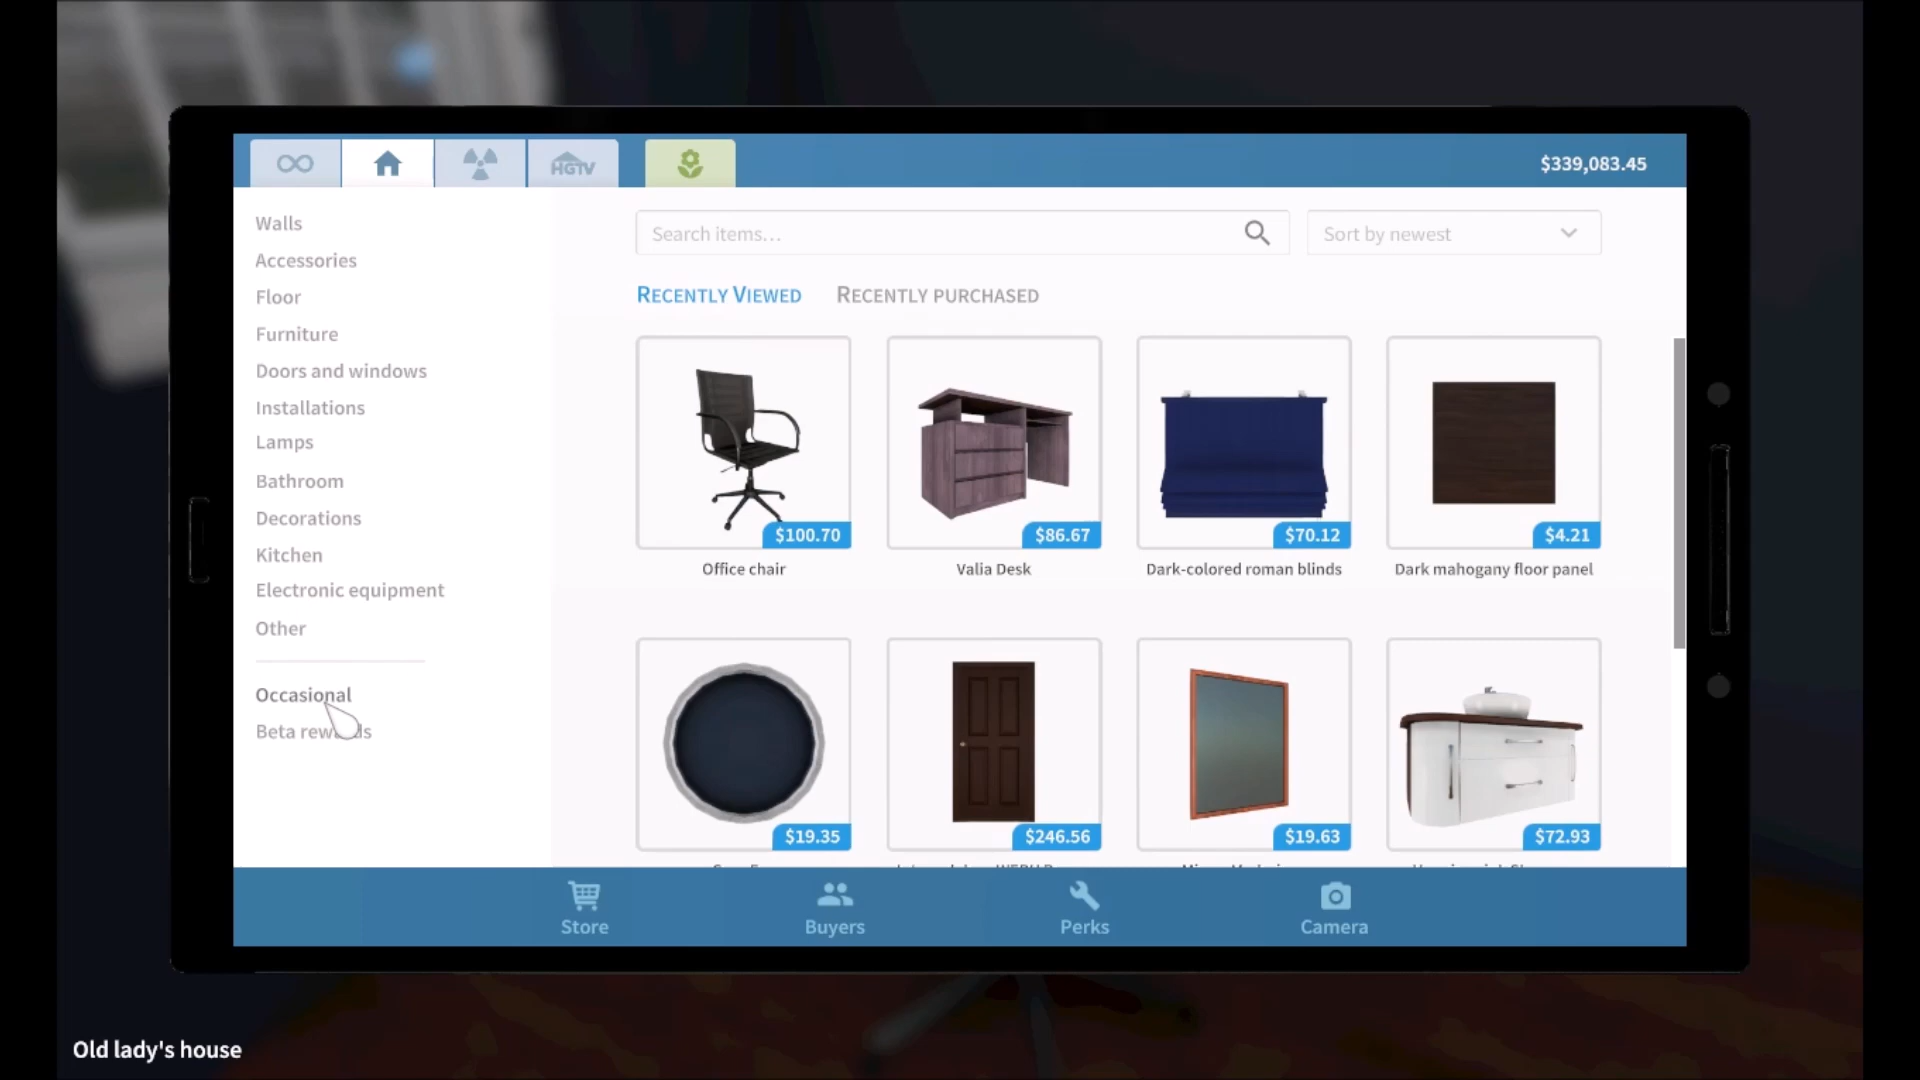 HGTV
$339,083.45
Walls
Accessories
Floor
Furniture
Doors and windows
Installations
Lamps
Bathroom
Decorations
Kitchen
Electronic equipment
Other
Occasional
Beta
Search items...
Sort by newest
RECENTLY VIEWED RECENTLY PURCHASED
$100.70 $86.67 $70.12 $4.21
Office chair Valia Desk Dark-colored roman blinds Dark mahogany floor panel
$19.35 $246.56 $19.63 $72.93
Store Buyers Perks Camera
Old lady's house